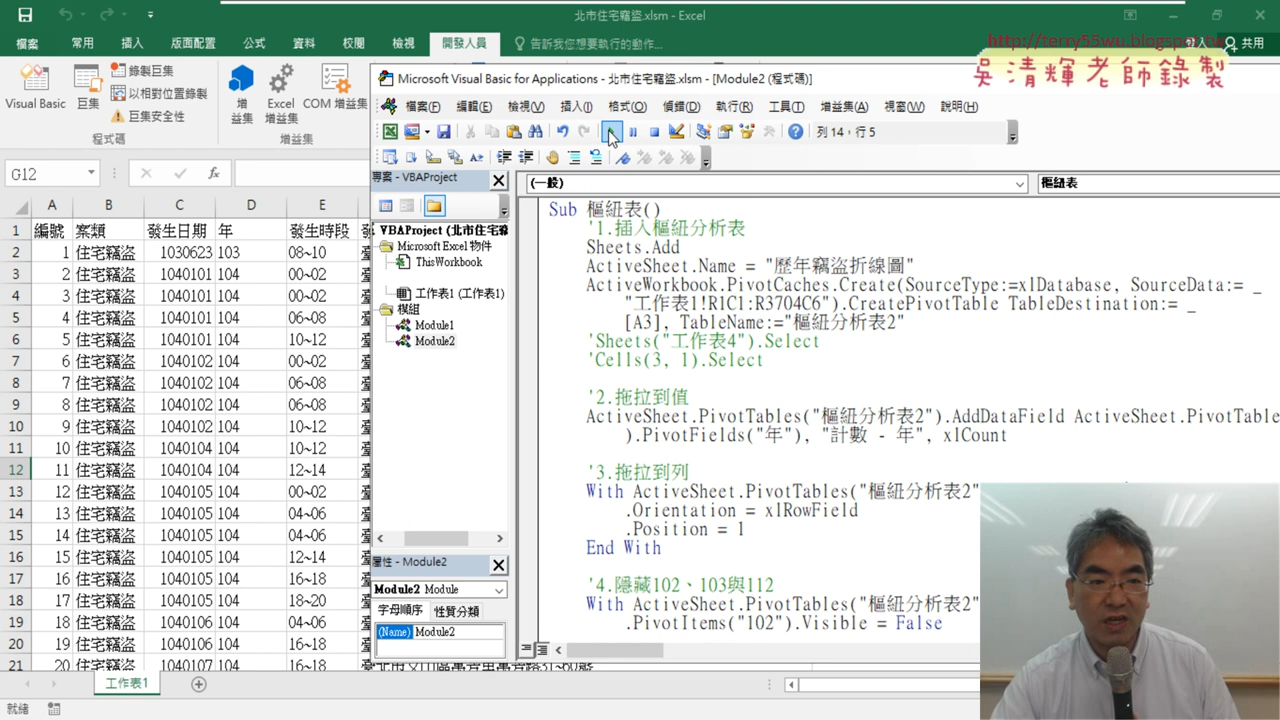 北市住宅竊盜.xlsm - Excel
http://terry55wu.blogspot.tw
吳清輝老師錄製
檔案 常用 插入 版面配置 公式 資料 校閱 檢視 開發人員 告訴我您想要執行的動作... 登入 共用
Visual Basic 巨集 錄製巨集 以相對位置錄製 巨集安全性 程式碼
增益集 Excel 增益集 COM 增益集 增益集
Microsoft Visual Basic for Applications - 北市住宅竊盜.xlsm - [Module2 (程式碼)]
檔案(F) 編輯(E) 檢視(V) 插入(I) 格式(O) 偵錯(D) 執行(R) 工具(T) 增益集(A) 視窗(W) 說明(H)
列 14，行 5
G12 fx
A B C D E
1 編號 案類 發生日期 年 發生時段
2 1 住宅竊盜 1030623 103 08~10
3 2 住宅竊盜 1040101 104 00~02
4 3 住宅竊盜 1040101 104 00~02
5 4 住宅竊盜 1040101 104 06~08
6 5 住宅竊盜 1040101 104 10~12
7 6 住宅竊盜 1040102 104 00~02
8 7 住宅竊盜 1040102 104 06~08
9 8 住宅竊盜 1040102 104 06~08
10 9 住宅竊盜 1040102 104 10~12
11 10 住宅竊盜 1040104 104 10~12
12 11 住宅竊盜 1040105 104 12~14
13 12 住宅竊盜 1040105 104 00~02
14 13 住宅竊盜 1040105 104 04~06
15 14 住宅竊盜 1040105 104 04~06
16 15 住宅竊盜 1040105 104 12~14
17 16 住宅竊盜 1040105 104 16~18
18 17 住宅竊盜 1040105 104 18~20
19 18 住宅竊盜 1040106 104 04~06
20 19 住宅竊盜 1040106 104 16~18
21 20 住宅竊盜 1040107 104 16~18
工作表1
就緒
專案 - VBAProject
VBAProject (北市住宅竊
Microsoft Excel 物件
ThisWorkbook
工作表1 (工作表1)
模組
Module1
Module2
屬性 - Module2
Module2 Module
字母順序 性質分類
(Name) Module2
(一般) 樞紐表
Sub 樞紐表()
'1.插入樞紐分析表
Sheets.Add
ActiveSheet.Name = "歷年竊盜折線圖"
ActiveWorkbook.PivotCaches.Create(SourceType:=xlDatabase, SourceData:= _
"工作表1!R1C1:R3704C6").CreatePivotTable TableDestination:= _
[A3], TableName:="樞紐分析表2"
'Sheets("工作表4").Select
'Cells(3, 1).Select
'2.拖拉到值
ActiveSheet.PivotTables("樞紐分析表2").AddDataField ActiveSheet.PivotTable
).PivotFields("年"), "計數 - 年", xlCount
'3.拖拉到列
With ActiveSheet.PivotTables("樞紐分析表2"
.Orientation = xlRowField
.Position = 1
End With
'4.隱藏102、103與112
With ActiveSheet.PivotTables("樞紐分析表2"
.PivotItems("102").Visible = False